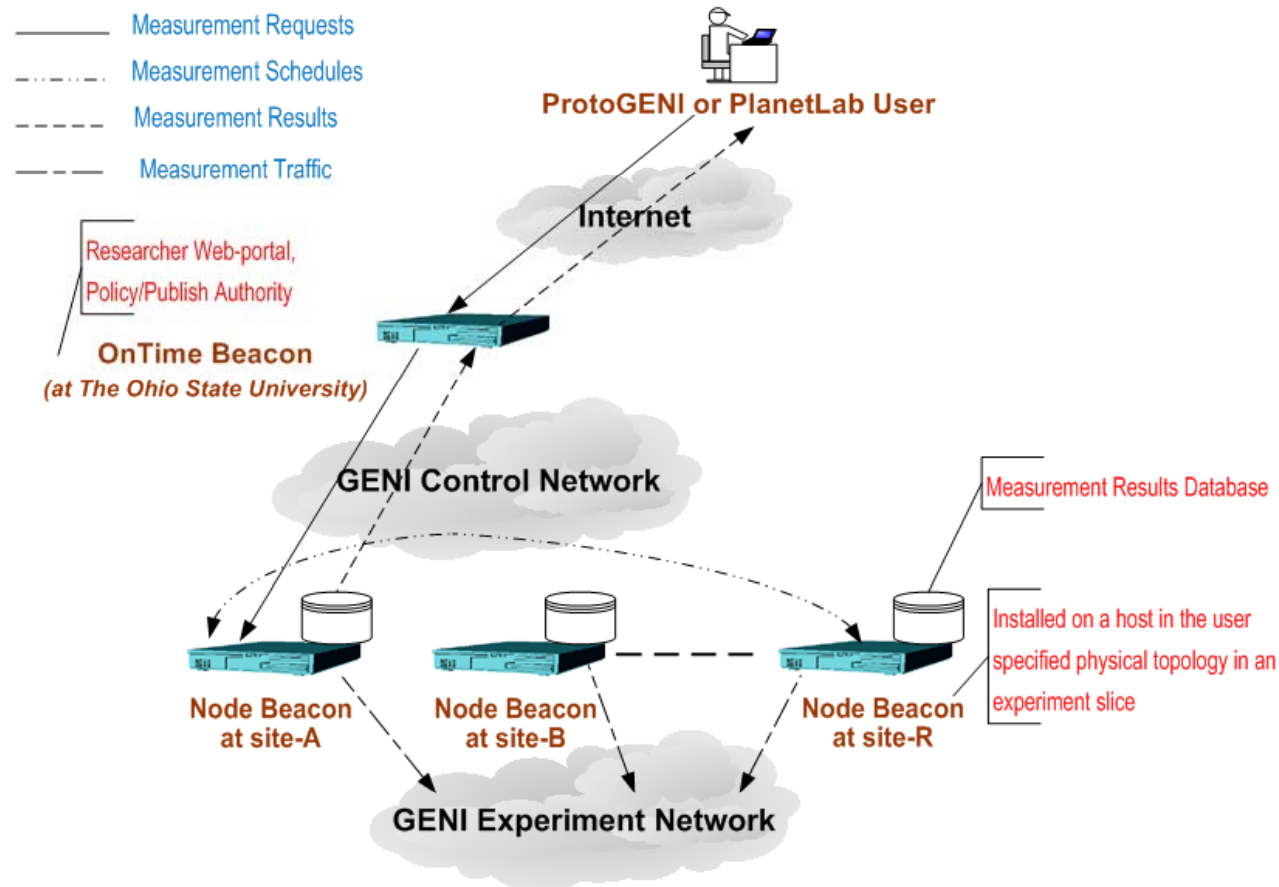 Measurement Requests
Measurement Schedules
Measurement Results
Measurement Traffic
ProtoGENI or PlanetLab User
Internet
Researcher Web-portal,
Policy/Publish Authority
OnTime Beacon
(at The Ohio State University)
GENI Control Network
Measurement Results Database
Installed on a host in the user
specified physical topology in an
experiment slice
Node Beacon
at site-A
Node Beacon
at site-B
Node Beacon
at site-R
GENI Experiment Network